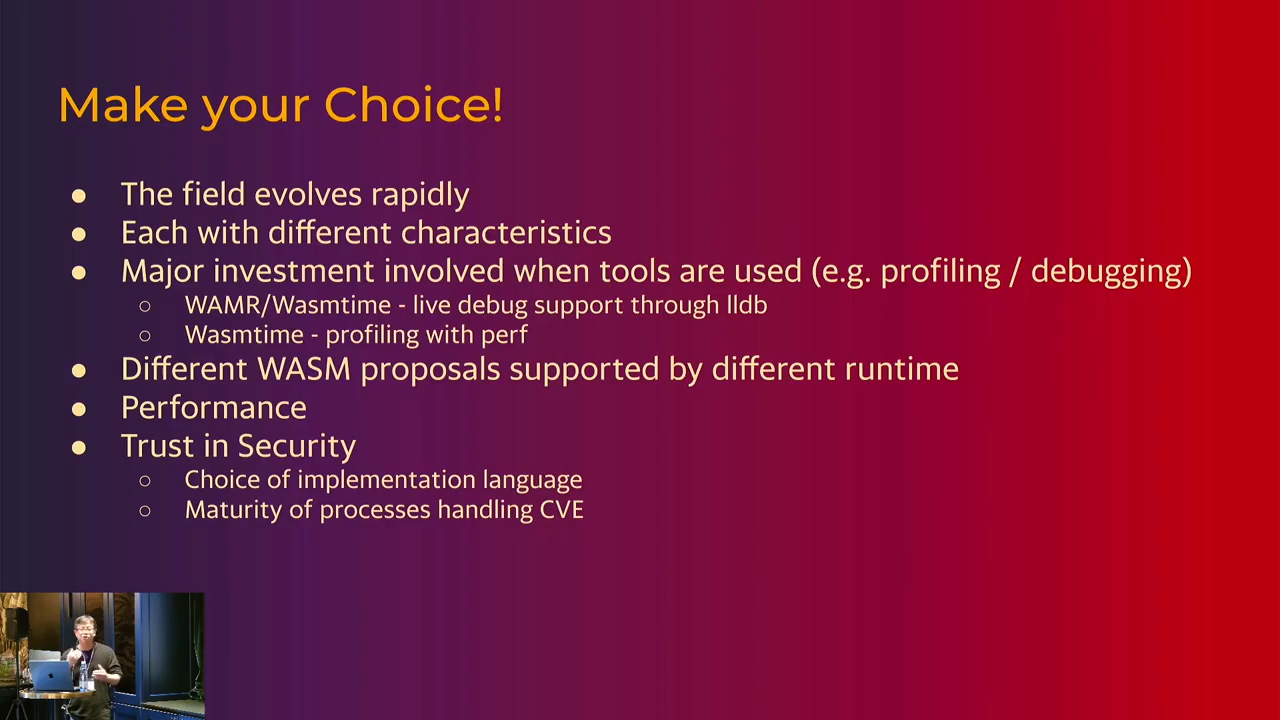 Make your Choice!
● The field evolves rapidly
● Each with different characteristics
● Major investment involved when tools are used (e.g. profiling / debugging)
○ WAMR/Wasmtime - live debug support through lldb
○ Wasmtime - profiling with perf
● Different WASM proposals supported by different runtime
● Performance
● Trust in Security
○ Choice of implementation language
○ Maturity of processes handling CVE